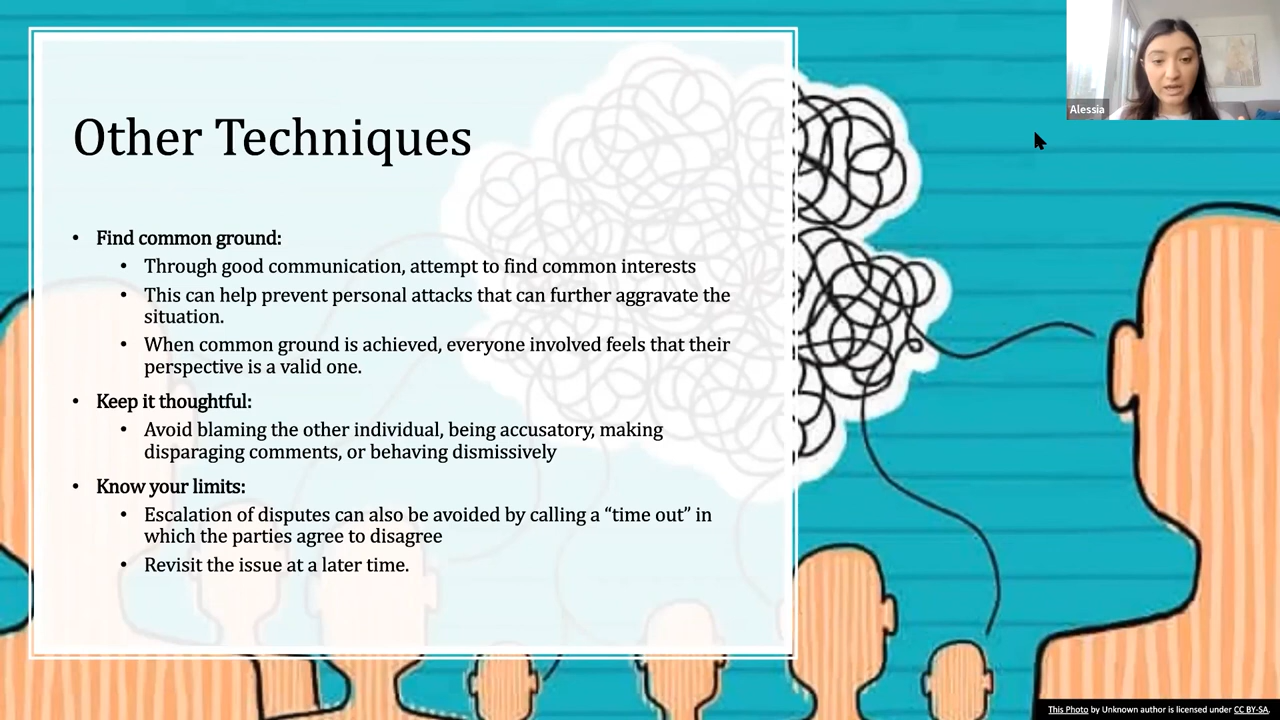 Alessia
Other Techniques
• Find common ground:
• Through good communication, attempt to find common interests
• This can help prevent personal attacks that can further aggravate the
situation.
• When common ground is achieved, everyone involved feels that their
perspective is a valid one.
• Keep it thoughtful:
• Avoid blaming the other individual, being accusatory, making
disparaging comments, or behaving dismissively
• Know your limits:
• Escalation of disputes can also be avoided by calling a “time out” in
which the parties agree to disagree
• Revisit the issue at a later time.
This Photo by Unknown author is licensed under CC BY-SA.